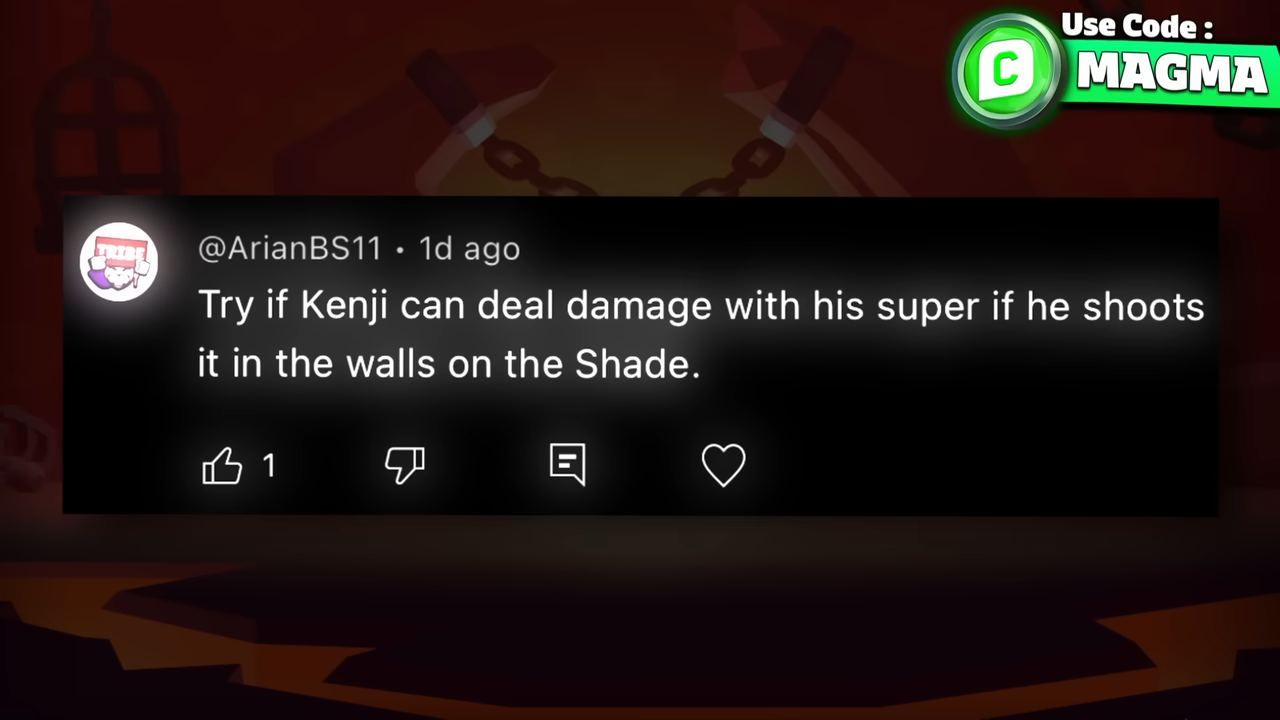 Use Code :
C
MAGMA
TRIBE
@ArianBS11 • 1d ago
Try if Kenji can deal damage with his super if he shoots
it in the walls on the Shade.
1